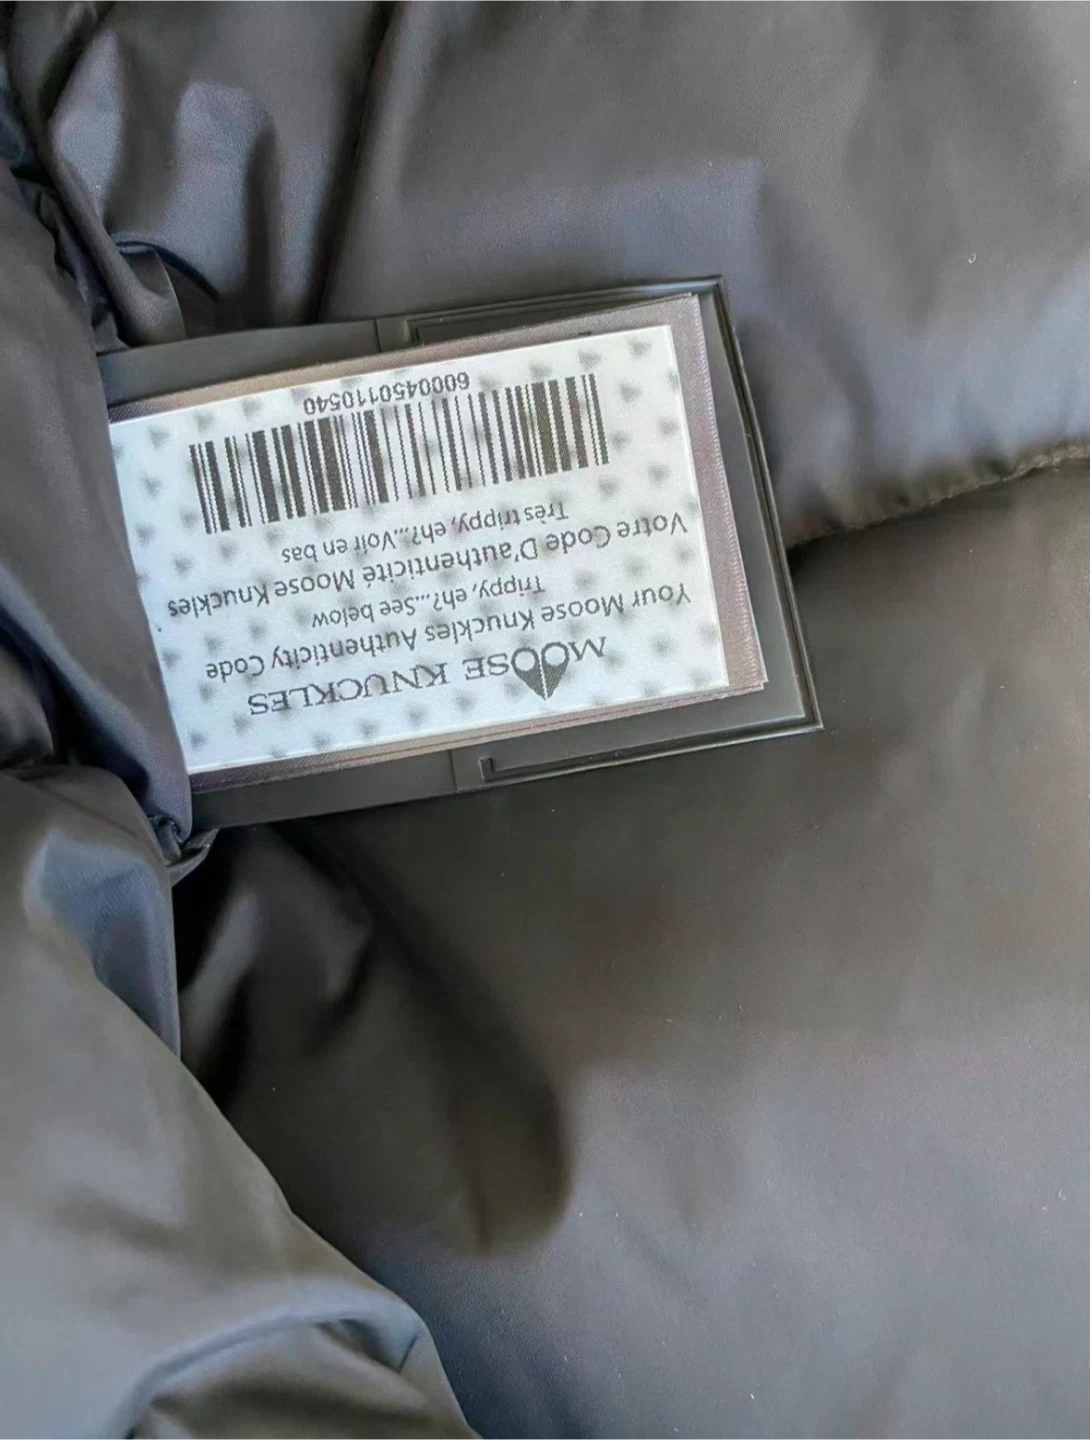 MOOSE KNUCKLES
Your Moose Knuckles Authenticity Code
Trippy, eh?...See below
Votre Code D'authenticité Moose Knuckles
Très trippy, eh?...Voir en bas
6000450110540